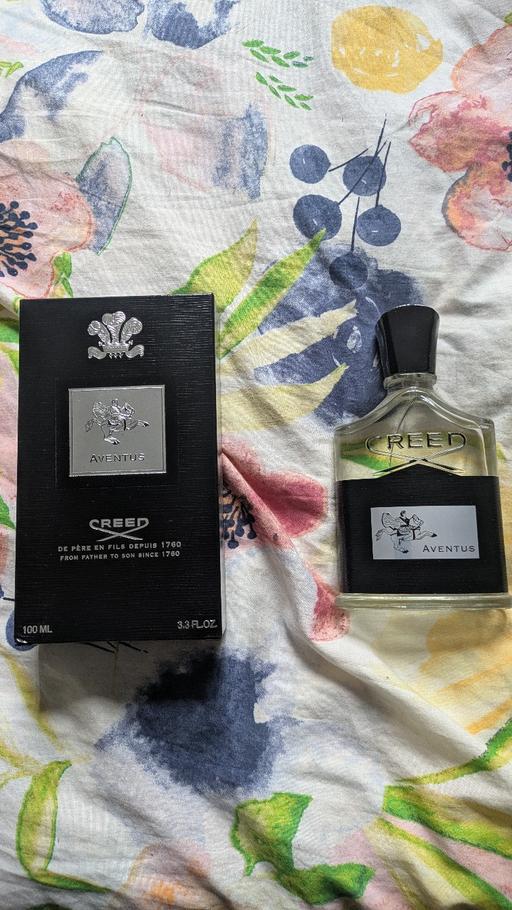 AVENTUS
CREED
DE PÈRE EN FILS DEPUIS 1760
FROM FATHER TO SON SINCE 1760
100 ML
3.3 FL.OZ.
CREED
AVENTUS